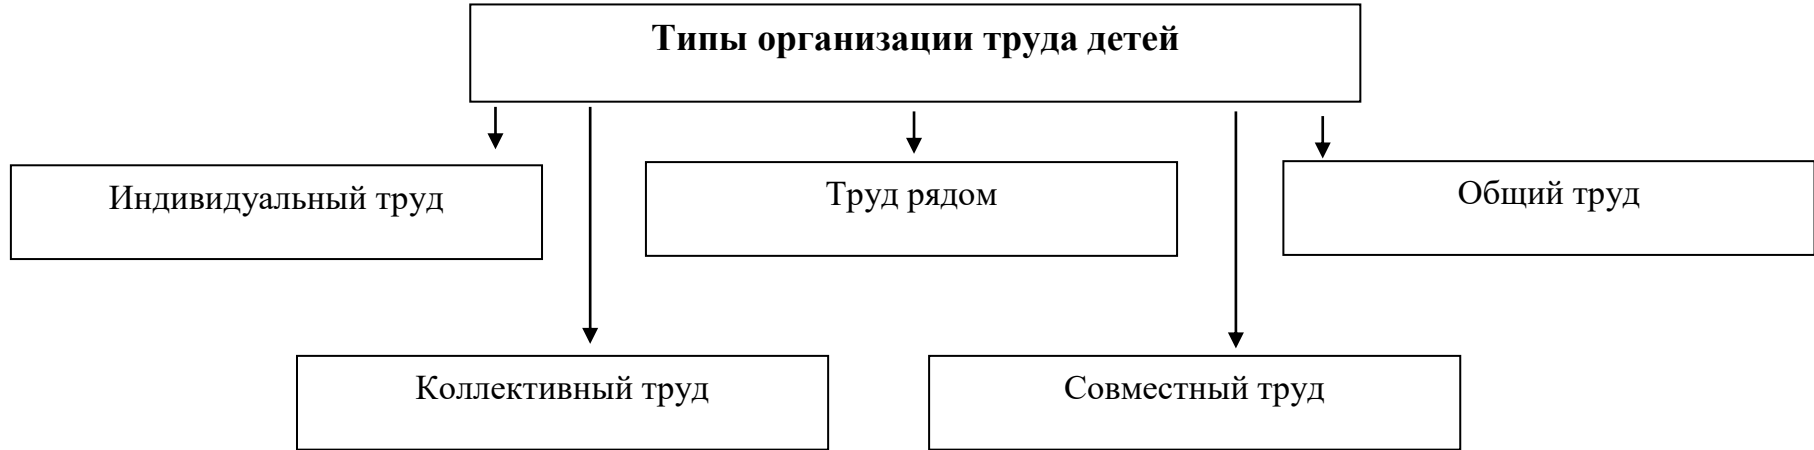 Типы организации труда детей
Индивидуальный труд
Труд рядом
Общий труд
Коллективный труд
Совместный труд